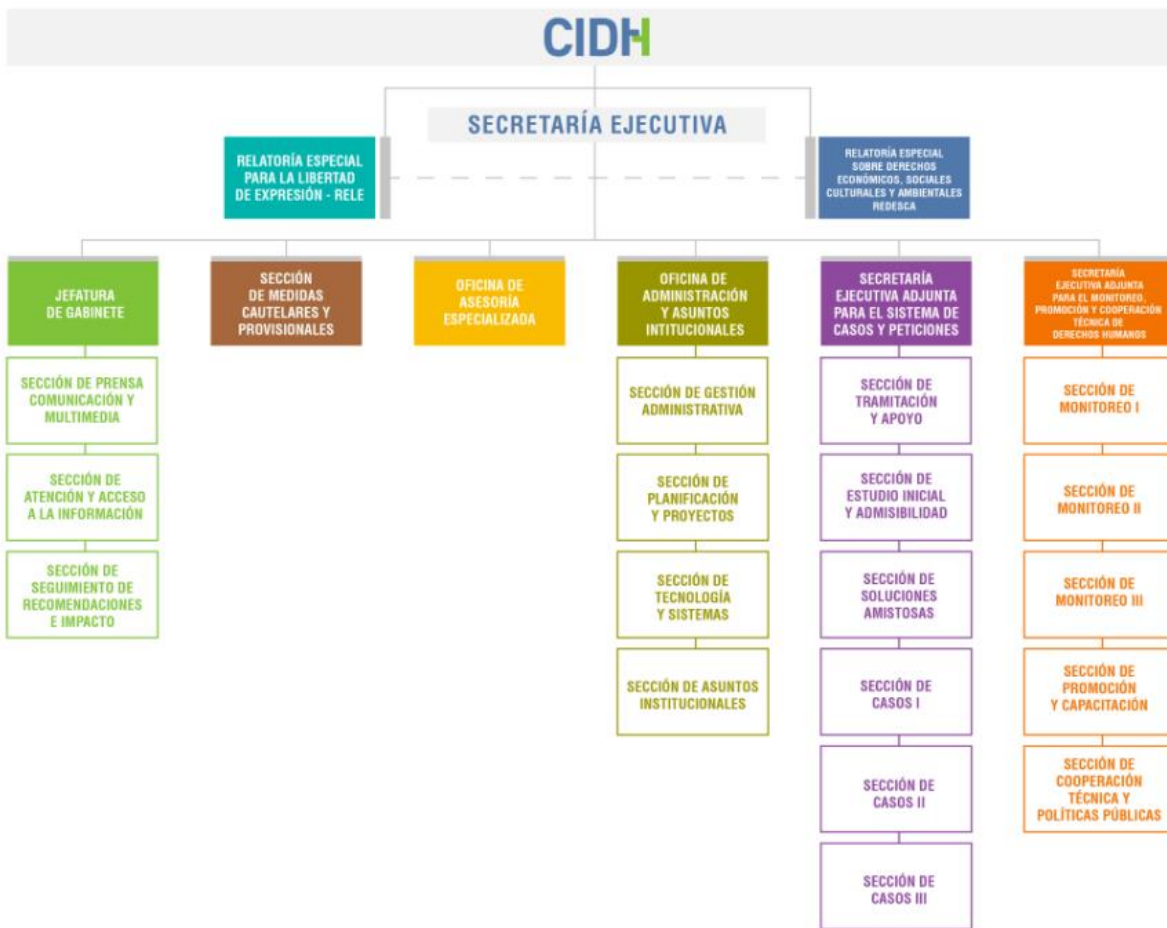 CIDH
SECRETARÍA EJECUTIVA
RELATORÍA ESPECIAL
PARA LA LIBERTAD
DE EXPRESIÓN - RELE
RELATORÍA ESPECIAL
SOBRE DERECHOS
ECONÓMICOS, SOCIALES
CULTURALES Y AMBIENTALES
REDESCA
JEFATURA
DE GABINETE
SECCIÓN DE PRENSA
COMUNICACIÓN Y
MULTIMEDIA
SECCIÓN DE
ATENCIÓN Y ACCESO
A LA INFORMACIÓN
SECCIÓN DE
SEGUIMIENTO DE
RECOMENDACIONES
E IMPACTO
SECCIÓN
DE MEDIDAS
CAUTELARES Y
PROVISIONALES
OFICINA DE
ASESORÍA
ESPECIALIZADA
OFICINA DE
ADMINISTRACIÓN
Y ASUNTOS
INTITUCIONALES
SECCIÓN DE GESTIÓN
ADMINISTRATIVA
SECCIÓN DE
PLANIFICACIÓN
Y PROYECTOS
SECCIÓN DE
TECNOLOGÍA
Y SISTEMAS
SECCIÓN DE ASUNTOS
INSTITUCIONALES
SECRETARÍA
EJECUTIVA ADJUNTA
PARA EL SISTEMA DE
CASOS Y PETICIONES
SECCIÓN DE
TRAMITACIÓN
Y APOYO
SECCIÓN DE
ESTUDIO INICIAL
Y ADMISIBILIDAD
SECCIÓN DE
SOLUCIONES
AMISTOSAS
SECCIÓN DE
CASOS I
SECCIÓN DE
CASOS II
SECCIÓN DE
CASOS III
SECRETARÍA
EJECUTIVA ADJUNTA
PARA EL MONITOREO,
PROMOCIÓN Y COOPERACIÓN
TÉCNICA DE
DERECHOS HUMANOS
SECCIÓN DE
MONITOREO I
SECCIÓN DE
MONITOREO II
SECCIÓN DE
MONITOREO III
SECCIÓN DE
PROMOCIÓN
Y CAPACITACIÓN
SECCIÓN DE
COOPERACIÓN
TÉCNICA Y
POLÍTICAS PÚBLICAS